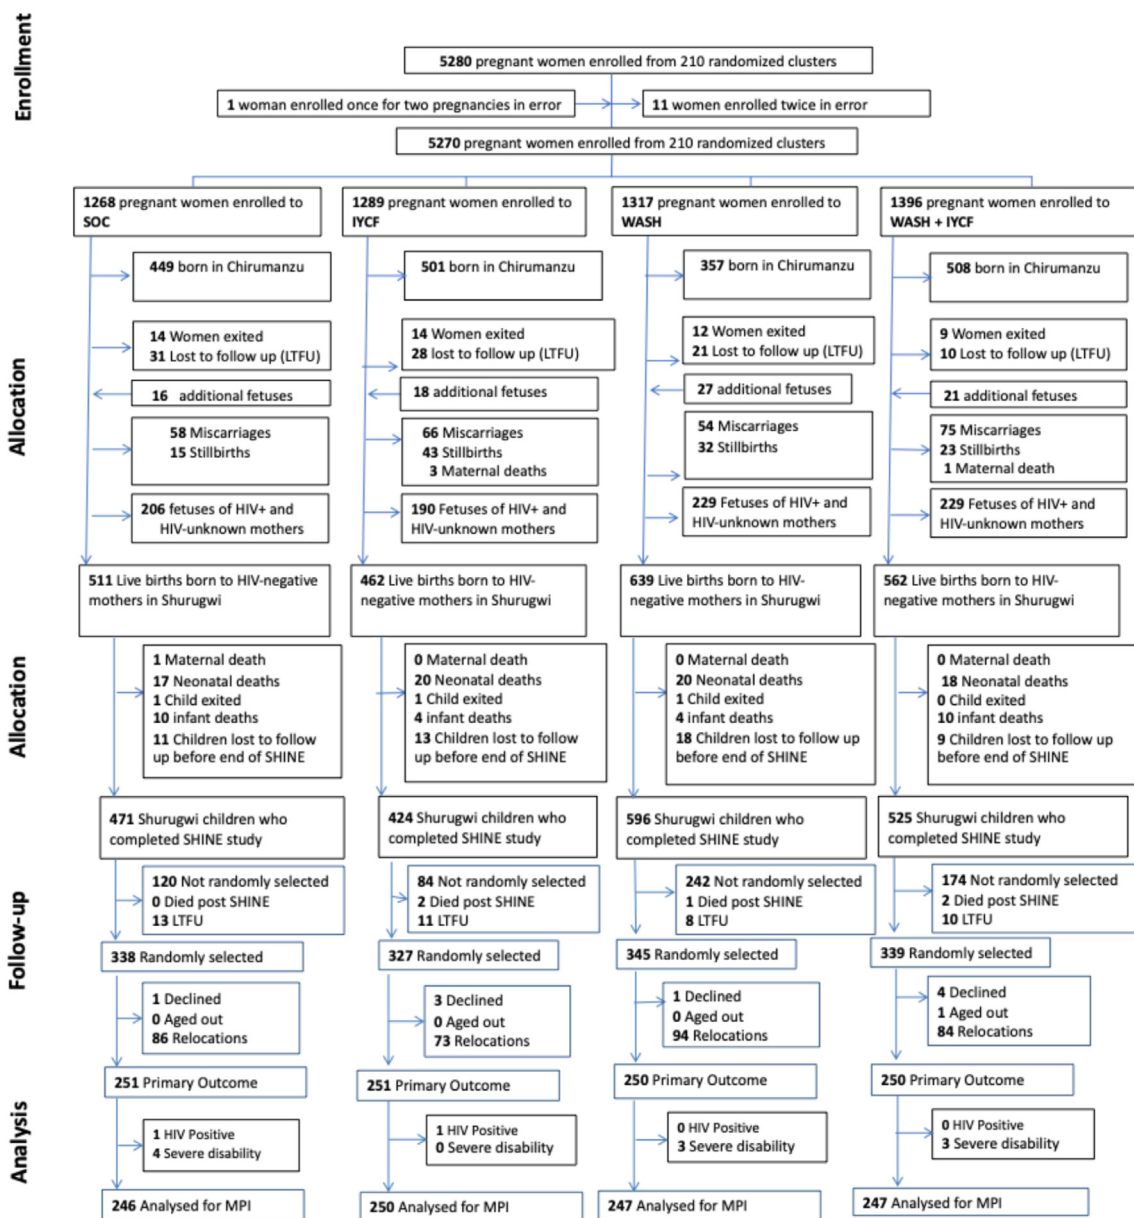 Enrollment
5280 pregnant women enrolled from 210 randomized clusters
1 woman enrolled once for two pregnancies in error
11 women enrolled twice in error
5270 pregnant women enrolled from 210 randomized clusters
Allocation
1268 pregnant women enrolled to
SOC
1289 pregnant women enrolled to
IYCF
1317 pregnant women enrolled to
WASH
1396 pregnant women enrolled to
WASH + IYCF
449 born in Chirumanzu
501 born in Chirumanzu
357 born in Chirumanzu
508 born in Chirumanzu
14 Women exited
31 Lost to follow up (LTFU)
14 Women exited
28 lost to follow up (LTFU)
12 Women exited
21 Lost to follow up (LTFU)
9 Women exited
10 Lost to follow up (LTFU)
16 additional fetuses
18 additional fetuses
27 additional fetuses
21 additional fetuses
58 Miscarriages
15 Stillbirths
66 Miscarriages
43 Stillbirths
3 Maternal deaths
54 Miscarriages
32 Stillbirths
75 Miscarriages
23 Stillbirths
1 Maternal death
206 fetuses of HIV+ and
HIV-unknown mothers
190 Fetuses of HIV+ and
HIV-unknown mothers
229 Fetuses of HIV+ and
HIV-unknown mothers
229 Fetuses of HIV+ and
HIV-unknown mothers
511 Live births born to HIV-negative
mothers in Shurugwi
462 Live births born to HIV-
negative mothers in Shurugwi
639 Live births born to HIV-
negative mothers in Shurugwi
562 Live births born to HIV-
negative mothers in Shurugwi
Allocation
1 Maternal death
17 Neonatal deaths
1 Child exited
10 infant deaths
11 Children lost to follow
up before end of SHINE
0 Maternal death
20 Neonatal deaths
1 Child exited
4 infant deaths
13 Children lost to follow
up before end of SHINE
0 Maternal death
20 Neonatal deaths
1 Child exited
4 infant deaths
18 Children lost to follow up
before end of SHINE
0 Maternal death
18 Neonatal deaths
0 Child exited
10 infant deaths
9 Children lost to follow up
before end of SHINE
471 Shurugwi children who
completed SHINE study
424 Shurugwi children who
completed SHINE study
596 Shurugwi children who
completed SHINE study
525 Shurugwi children who
completed SHINE study
Follow-up
120 Not randomly selected
0 Died post SHINE
13 LTFU
84 Not randomly selected
2 Died post SHINE
11 LTFU
242 Not randomly selected
1 Died post SHINE
8 LTFU
174 Not randomly selected
2 Died post SHINE
10 LTFU
338 Randomly selected
327 Randomly selected
345 Randomly selected
339 Randomly selected
1 Declined
0 Aged out
86 Relocations
3 Declined
0 Aged out
73 Relocations
1 Declined
0 Aged out
94 Relocations
4 Declined
1 Aged out
84 Relocations
Analysis
251 Primary Outcome
251 Primary Outcome
250 Primary Outcome
250 Primary Outcome
1 HIV Positive
4 Severe disability
1 HIV Positive
0 Severe disability
0 HIV Positive
3 Severe disability
0 HIV Positive
3 Severe disability
246 Analysed for MPI
250 Analysed for MPI
247 Analysed for MPI
247 Analysed for MPI